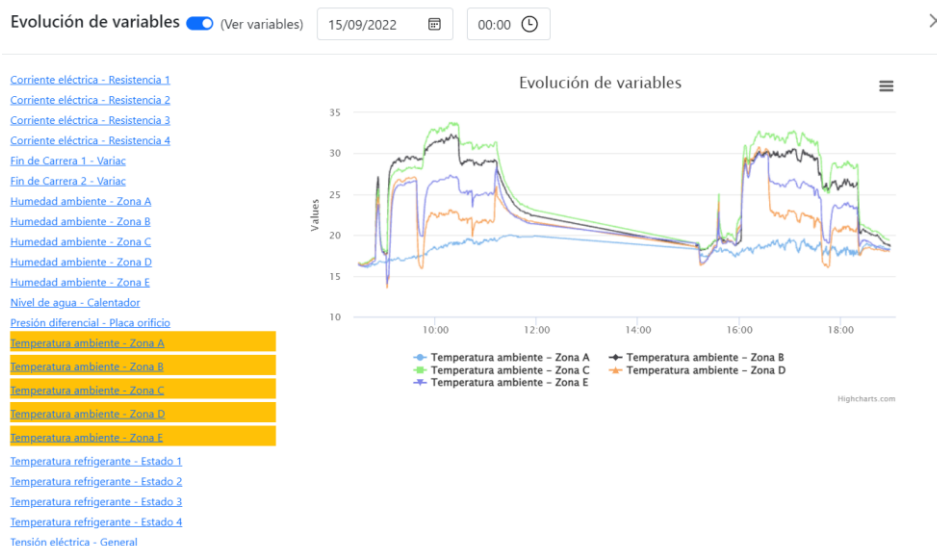 Evolución de variables (Ver variables) 15/09/2022 00:00
Corriente eléctrica - Resistencia 1
Corriente eléctrica - Resistencia 2
Corriente eléctrica - Resistencia 3
Corriente eléctrica - Resistencia 4
Fin de Carrera 1 - Variac
Fin de Carrera 2 - Variac
Humedad ambiente - Zona A
Humedad ambiente - Zona B
Humedad ambiente - Zona C
Humedad ambiente - Zona D
Humedad ambiente - Zona E
Nivel de agua - Calentador
Presión diferencial - Placa orificio
Temperatura ambiente - Zona A
Temperatura ambiente - Zona B
Temperatura ambiente - Zona C
Temperatura ambiente - Zona D
Temperatura ambiente - Zona E
Temperatura refrigerante - Estado 1
Temperatura refrigerante - Estado 2
Temperatura refrigerante - Estado 3
Temperatura refrigerante - Estado 4
Tensión eléctrica - General
Evolución de variables
Values
35
30
25
20
15
10
10:00 12:00 14:00 16:00 18:00
Temperatura ambiente - Zona A Temperatura ambiente - Zona B
Temperatura ambiente - Zona C Temperatura ambiente - Zona D
Temperatura ambiente - Zona E
Highcharts.com